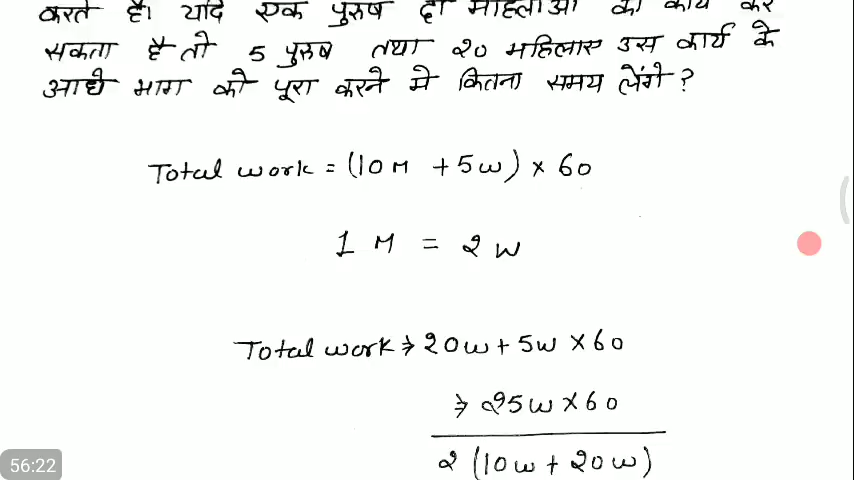 करते है। यदि एक पुरुष दो महिलाओ का कार्य कर
सकता है तो 5 पुरुष तथा 20 महिलाए उस कार्य के
आधे भाग को पूरा करने मे कितना समय लेंगे?
Total work = (10 M + 5w) × 60
1 M = 2 w
Total work ⇒ 20w + 5w × 60
⇒ 25w × 60
2 (10w + 20w)
56:22